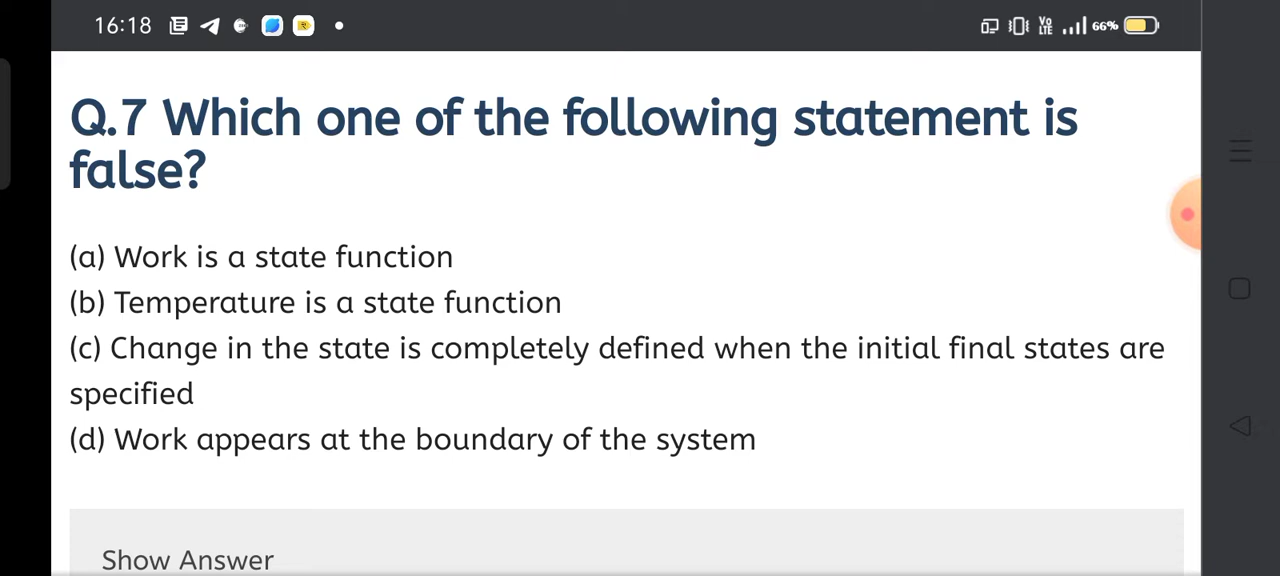 16:18 66%
Q.7 Which one of the following statement is
false?
(a) Work is a state function
(b) Temperature is a state function
(c) Change in the state is completely defined when the initial final states are
specified
(d) Work appears at the boundary of the system
Show Answer